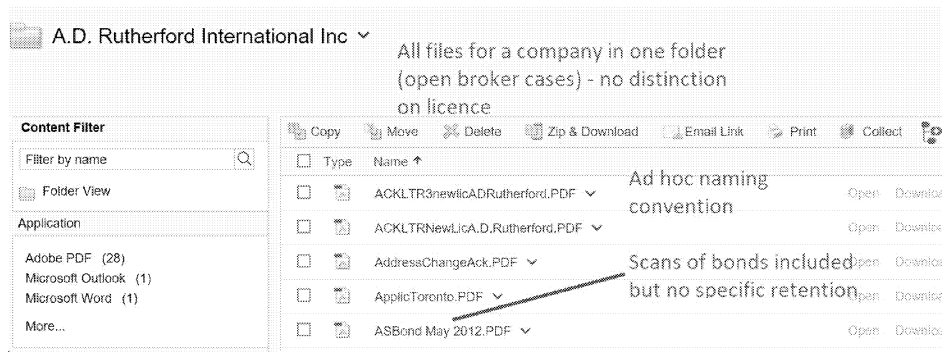 A.D. Rutherford International Inc
All files for a company in one folder
(open broker cases) - no distinction
on licence
Content Filter
Copy Move Delete Zip & Download Email Link Print Collect
Filter by name
Type Name
Folder View
ACKLTR3newlicADRutherford.PDF Open
Ad hoc naming
convention
Application
ACKLTRNewLicA.D.Rutherford.PDF Open
Adobe PDF (28)
AddressChangeAck.PDF Open
Scans of bonds included
but no specific retention
Microsoft Outlook (1)
Microsoft Word (1)
ApplicToronto.PDF Open
More...
ASBond May 2012.PDF Open